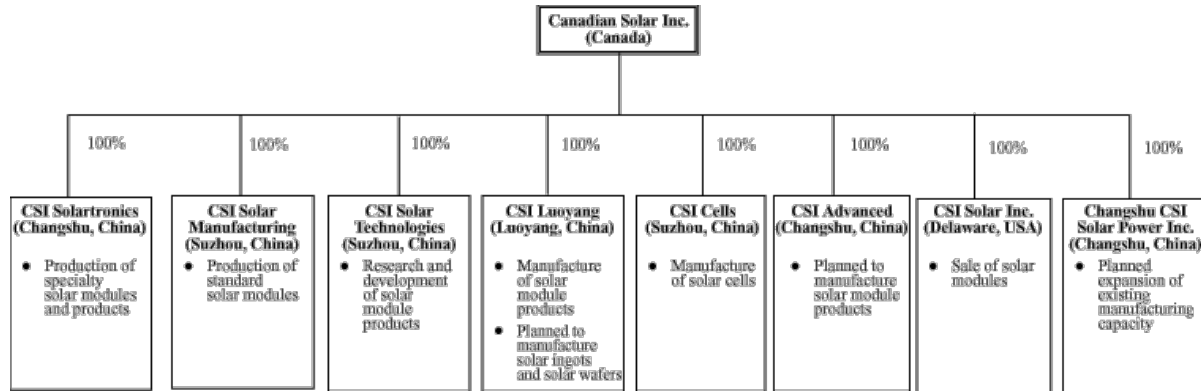 Canadian Solar Inc.
(Canada)
100%
100%
100%
100%
100%
100%
100%
100%
CSI Solartronics
(Changshu, China)
● Production of
specialty
solar modules
and products
CSI Solar
Manufacturing
(Suzhou, China)
● Production of
standard
solar modules
CSI Solar
Technologies
(Suzhou, China)
● Research and
development
of solar
module
products
CSI Luoyang
(Luoyang, China)
● Manufacture
of solar
module
products
● Planned to
manufacture
solar ingots
and solar wafers
CSI Cells
(Suzhou, China)
● Manufacture
of solar cells
CSI Advanced
(Changshu, China)
● Planned to
manufacture
solar module
products
CSI Solar Inc.
(Delaware, USA)
● Sale of solar
modules
Changshu CSI
Solar Power Inc.
(Changshu, China)
● Planned
expansion of
existing
manufacturing
capacity